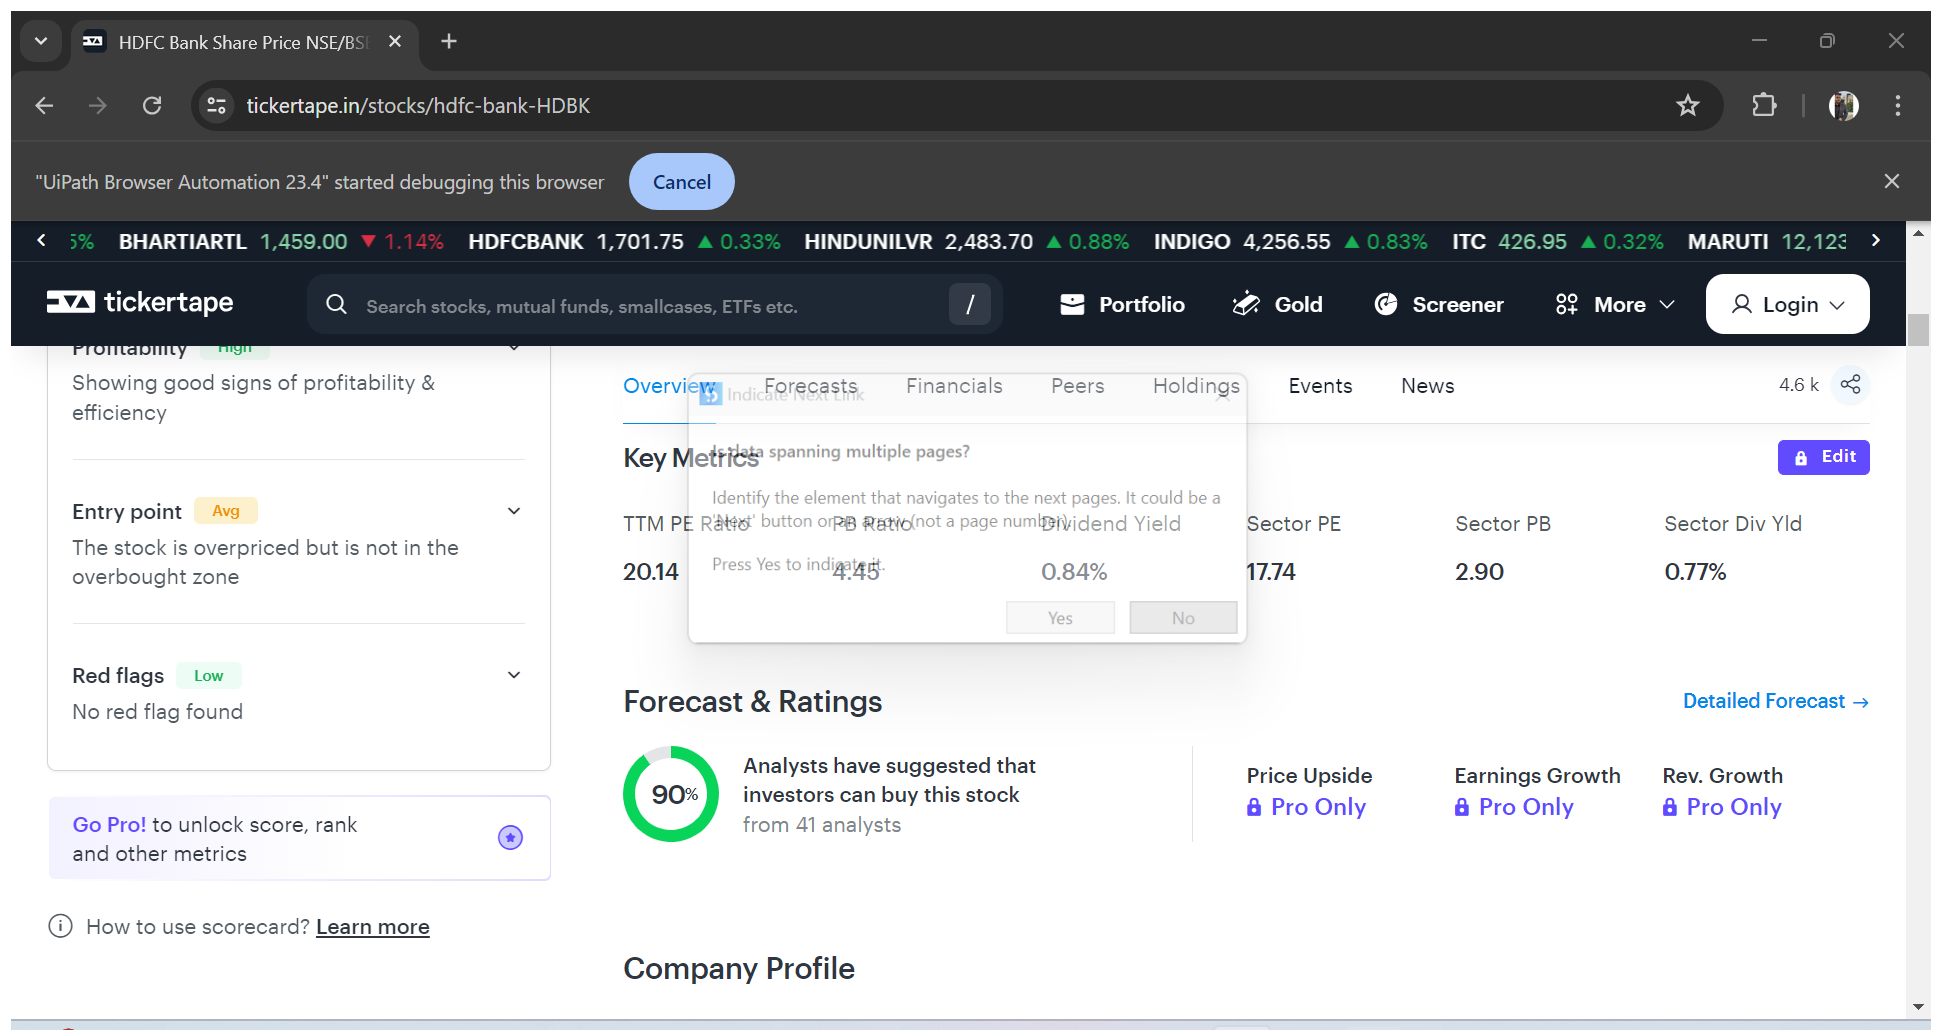 HDFC Bank Share Price NSE/BSE
tickertape.in/stocks/hdfc-bank-HDBK
"UiPath Browser Automation 23.4" started debugging this browser
Cancel
5% BHARTIARTL 1,459.00 ▼ 1.14% HDFCBANK 1,701.75 ▲ 0.33% HINDUNILVR 2,483.70 ▲ 0.88% INDIGO 4,256.55 ▲ 0.83% ITC 426.95 ▲ 0.32% MARUTI 12,123
tickertape
Search stocks, mutual funds, smallcases, ETFs etc.
/
Portfolio
Gold
Screener
More
Login
Profitability High
Showing good signs of profitability &
efficiency
Entry point Avg
The stock is overpriced but is not in the
overbought zone
Red flags Low
No red flag found
Go Pro! to unlock score, rank
and other metrics
How to use scorecard? Learn more
Overview Forecasts Financials Peers Holdings Events News
4.6 k
Indicate Next Link
Is data spanning multiple pages?
Identify the element that navigates to the next pages. It could be a
'Next' button or an arrow (not a page number).
Press Yes to indicate it.
Yes
No
Key Metrics
Edit
TTM PE Ratio PB Ratio Dividend Yield Sector PE Sector PB Sector Div Yld
20.14 4.45 0.84% 17.74 2.90 0.77%
Forecast & Ratings
Detailed Forecast →
90%
Analysts have suggested that
investors can buy this stock
from 41 analysts
Price Upside Earnings Growth Rev. Growth
Pro Only Pro Only Pro Only
Company Profile